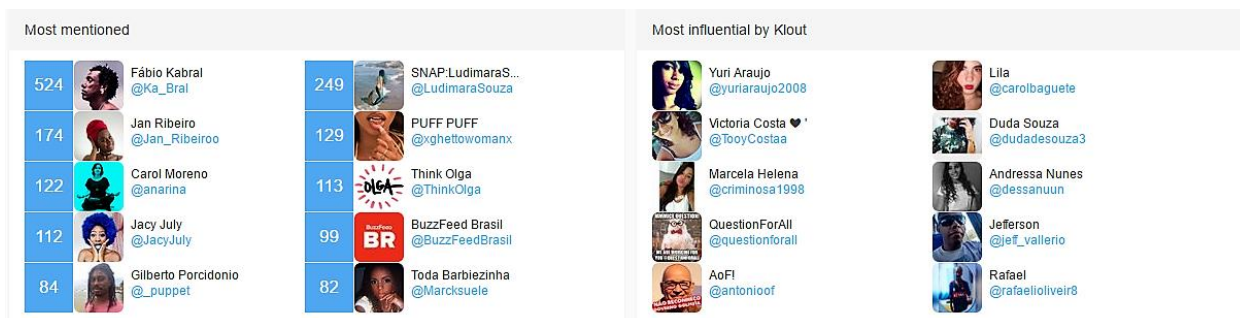 Most mentioned
524
Fábio Kabral
@Ka_Bral
249
SNAP:LudimaraS...
@LudimaraSouza
174
Jan Ribeiro
@Jan_Ribeiroo
129
PUFF PUFF
@xghettowomanx
122
Carol Moreno
@anarina
113
OLGA
Think Olga
@ThinkOlga
112
Jacy July
@JacyJuly
99
BuzzFeed
BR
BuzzFeed Brasil
@BuzzFeedBrasil
84
Gilberto Porcidonio
@_puppet
82
Toda Barbiezinha
@Marcksuele
Most influential by Klout
Yuri Araujo
@yuriaraujo2008
Lila
@carolbaguete
Victoria Costa ❤ '
@TooyCostaa
Duda Souza
@dudadesouza3
Marcela Helena
@criminosa1998
Andressa Nunes
@dessanuun
QuestionForAll
@questionforall
Jefferson
@jeff_vallerio
AoF!
@antonioof
Rafael
@rafaelioliveir8